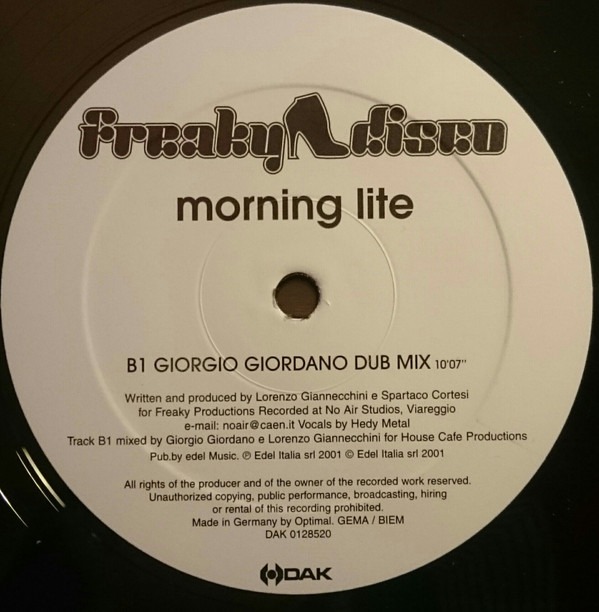 freaky disco
morning lite
B1 GIORGIO GIORDANO DUB MIX 10'07"
Written and produced by Lorenzo Giannecchini e Spartaco Cortesi
for Freaky Productions Recorded at No Air Studios, Viareggio
e-mail: noair@caen.it Vocals by Hedy Metal
Track B1 mixed by Giorgio Giordano e Lorenzo Giannecchini for House Cafe Productions
Pub.by edel Music. ℗ Edel Italia srl 2001 © Edel Italia srl 2001
All rights of the producer and of the owner of the recorded work reserved.
Unauthorized copying, public performance, broadcasting, hiring
or rental of this recording prohibited.
Made in Germany by Optimal. GEMA / BIEM
DAK 0128520
DAK